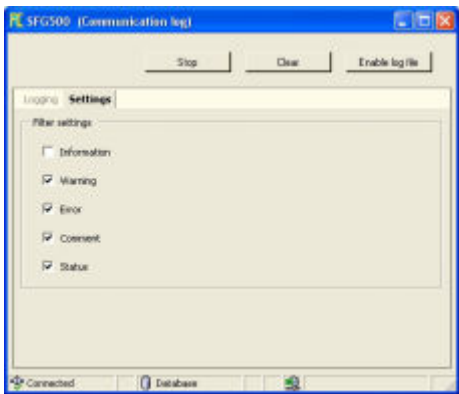 SFG500 (Communication log)
Stop Clear Enable log file
Logging Settings
Filter settings
Information
Warning
Error
Comment
Status
Connected Database